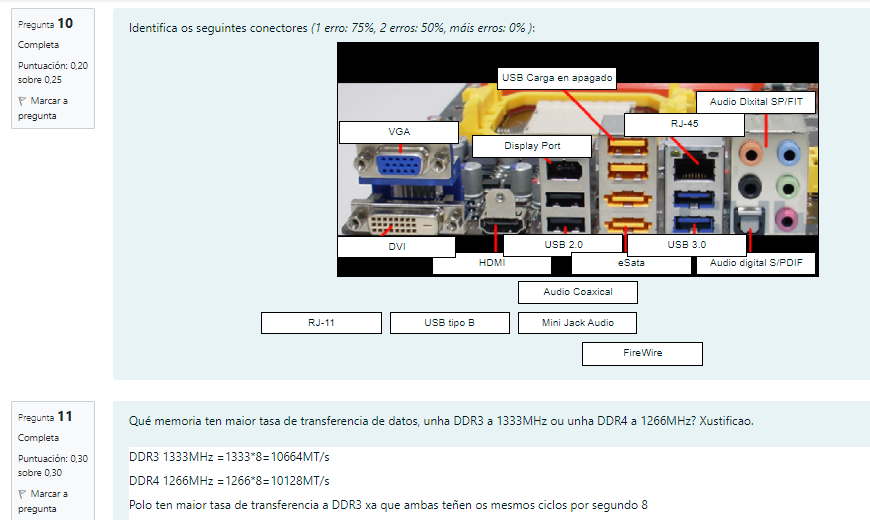 Pregunta 10
Completa
Puntuación: 0,20
sobre 0,25
Marcar a
pregunta
Identifica os seguintes conectores (1 erro: 75%, 2 erros: 50%, máis erros: 0% ):
USB Carga en apagado
Audio Dixital SP/FIT
VGA
RJ-45
Display Port
DVI
USB 2.0
USB 3.0
HDMI
eSata
Audio digital S/PDIF
Audio Coaxical
RJ-11
USB tipo B
Mini Jack Audio
FireWire
Pregunta 11
Completa
Puntuación: 0,30
sobre 0,30
Marcar a
pregunta
Qué memoria ten maior tasa de transferencia de datos, unha DDR3 a 1333MHz ou unha DDR4 a 1266MHz? Xustificao.
DDR3 1333MHz =1333*8=10664MT/s
DDR4 1266MHz =1266*8=10128MT/s
Polo ten maior tasa de transferencia a DDR3 xa que ambas teñen os mesmos ciclos por segundo 8